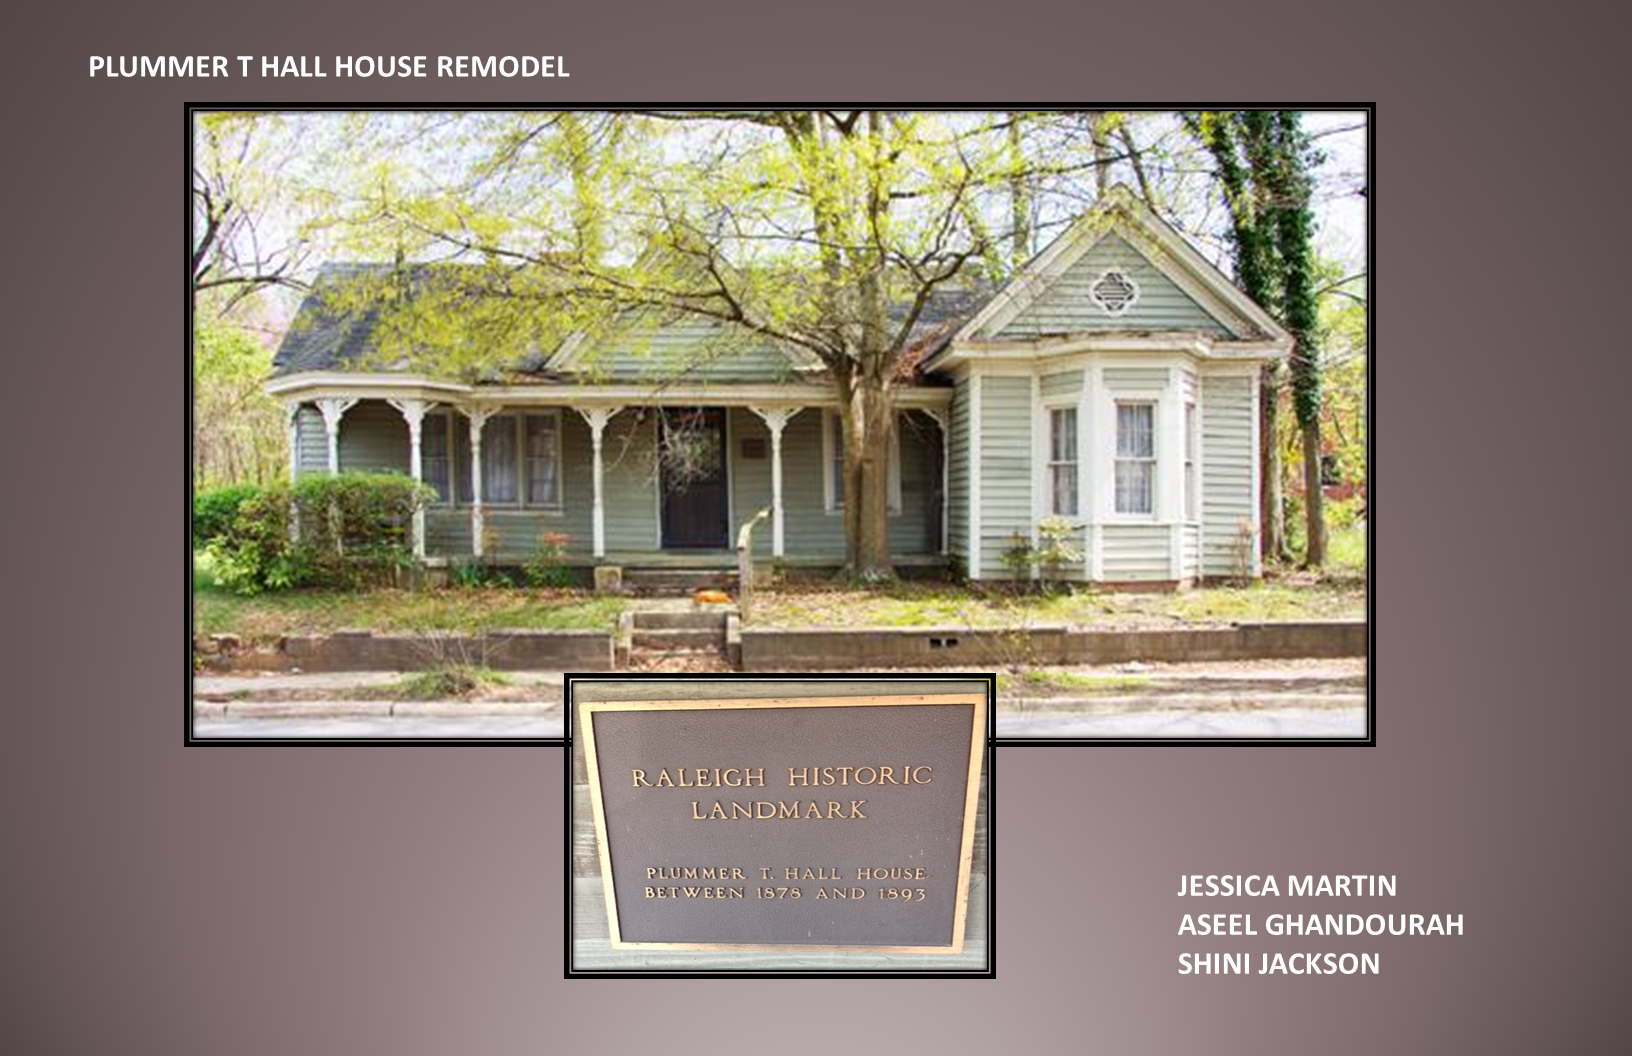 PLUMMER T HALL HOUSE REMODEL
RALEIGH HISTORIC
LANDMARK
PLUMMER T. HALL HOUSE
BETWEEN 1878 AND 1893
JESSICA MARTIN
ASEEL GHANDOURAH
SHINI JACKSON